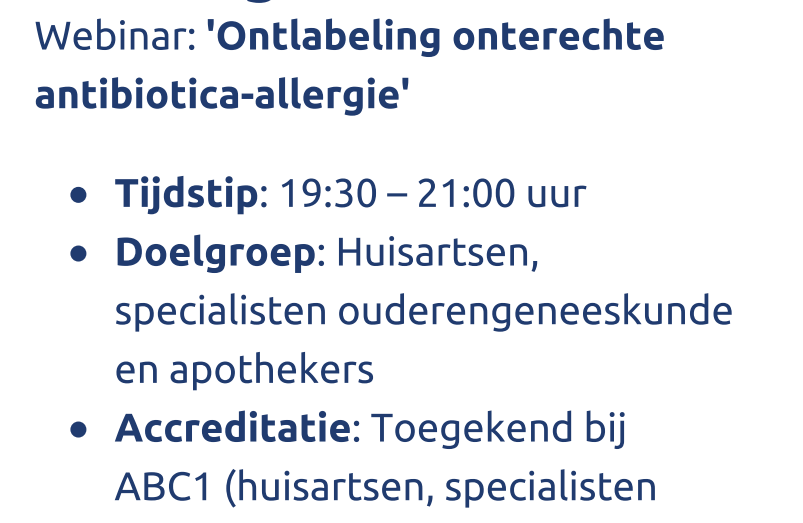 Webinar: 'Ontlabeling onterechte
antibiotica-allergie'
• Tijdstip: 19:30 – 21:00 uur
• Doelgroep: Huisartsen,
specialisten ouderengeneeskunde
en apothekers
• Accreditatie: Toegekend bij
ABC1 (huisartsen, specialisten